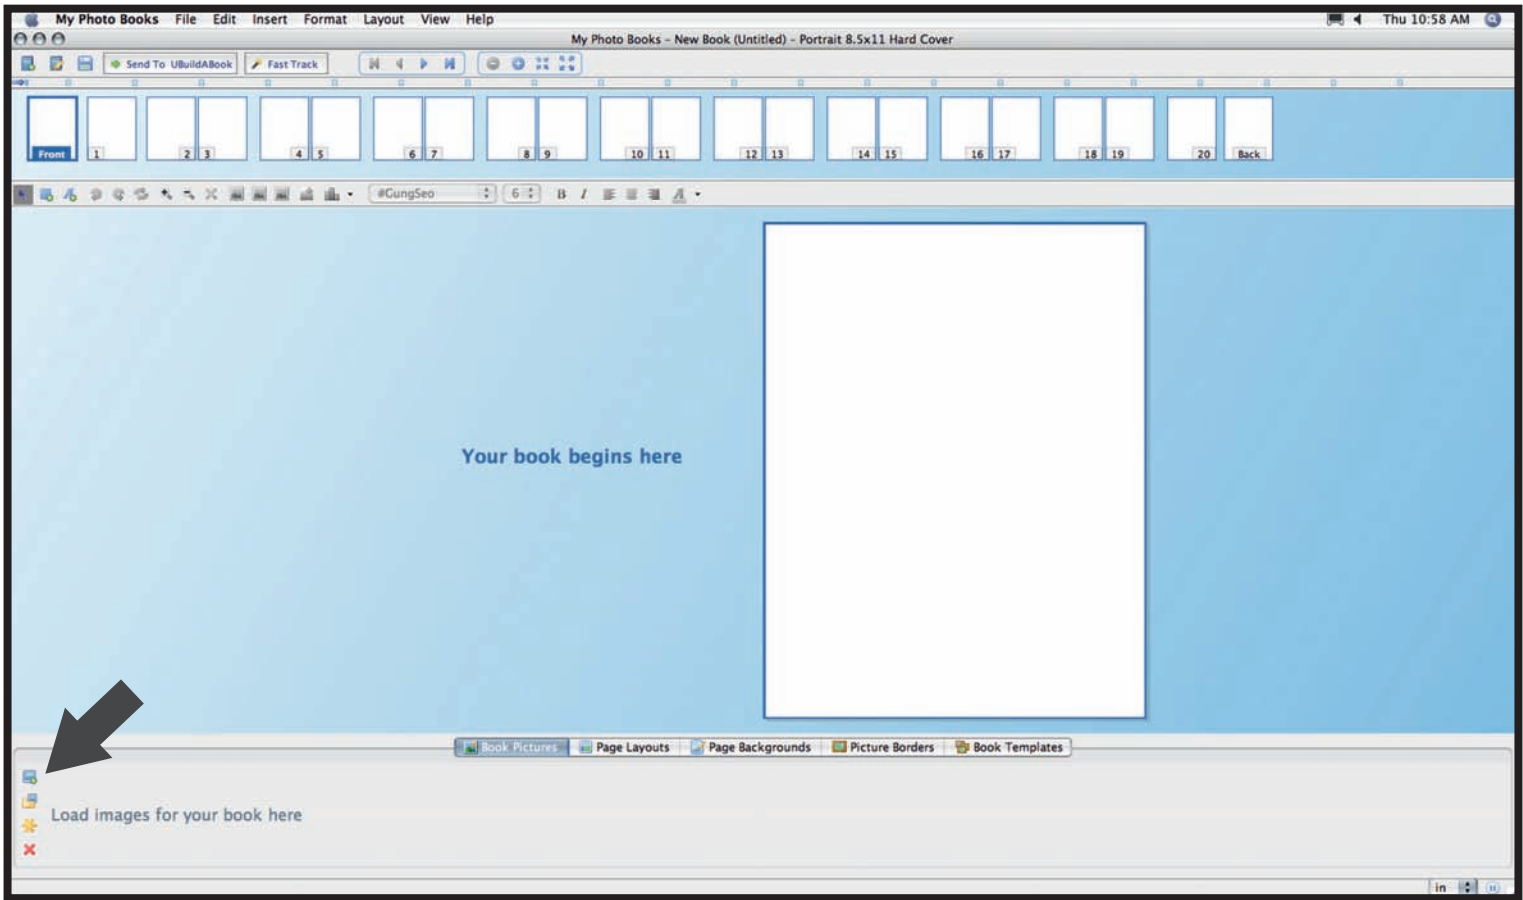 My Photo Books File Edit Insert Format Layout View Help Thu 10:58 AM
My Photo Books – New Book (Untitled) – Portrait 8.5x11 Hard Cover
Send To UBuildABook Fast Track
Front 1 2 3 4 5 6 7 8 9 10 11 12 13 14 15 16 17 18 19 20 Back
#GungSeo 6 B I A
Your book begins here
Book Pictures Page Layouts Page Backgrounds Picture Borders Book Templates
Load images for your book here
in